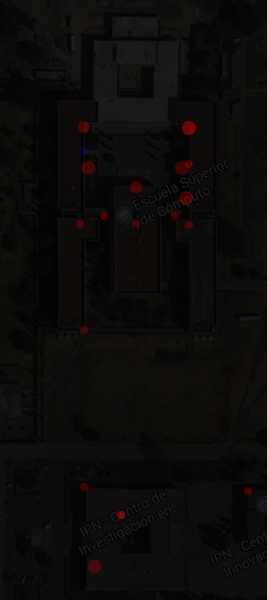 Escuela Superior
de Cómputo
IPN - Centro de
Investigación en...
IPN - Cent
Innovac